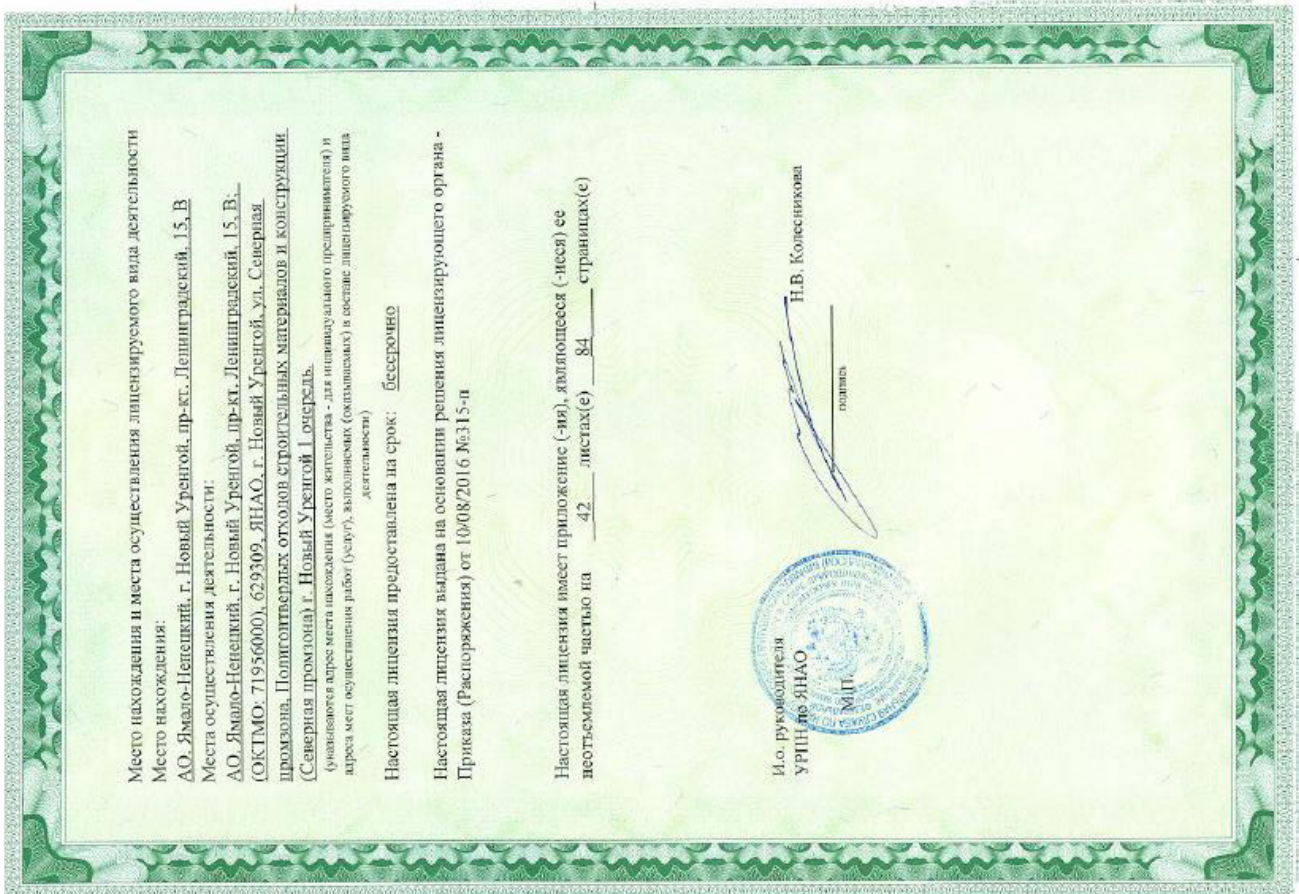 Место нахождения и места осуществления лицензируемого вида деятельности
Место нахождения:
АО. Ямало-Ненецкий, г. Новый Уренгой, пр-кт. Ленинградский, 15, В
Места осуществления деятельности:
АО. Ямало-Ненецкий, г. Новый Уренгой, пр-кт. Ленинградский, 15, В;
(ОКТМО: 71956000), 629309, ЯНАО, г. Новый Уренгой, ул. Северная
промзона, Полигонтвердых отходов строительных материалов и конструкции
(Северная промзона) г. Новый Уренгой 1 очередь.
(указываются адрес места нахождения (место жительства - для индивидуального предпринимателя) и
адреса мест осуществления работ (услуг), выполняемых (оказываемых) в составе лицензируемого вида
деятельности)
Настоящая лицензия предоставлена на срок: бессрочно
Настоящая лицензия выдана на основании решения лицензирующего органа -
Приказа (Распоряжения) от 10/08/2016 №315-п
Настоящая лицензия имеет приложение (-ия), являющееся (-иеся) ее
неотъемлемой частью на 42 листах(е) 84 страницах(е)
И.о. руководителя
УРПН по ЯНАО Н.В. Колесникова
М.П. подпись